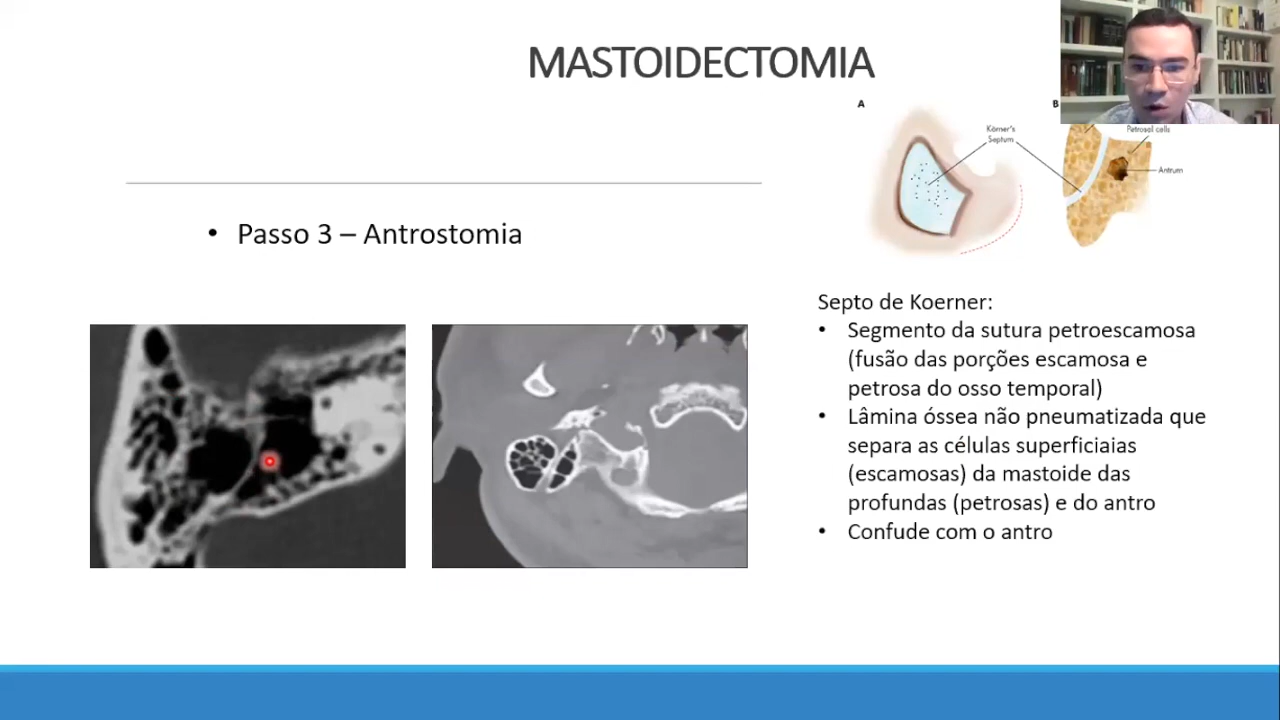 MASTOIDECTOMIA
A
B
Körner's
Septum
Petrosal cells
Antrum
• Passo 3 – Antrostomia
Septo de Koerner:
• Segmento da sutura petroescamosa
(fusão das porções escamosa e
petrosa do osso temporal)
• Lâmina óssea não pneumatizada que
separa as células superficiaias
(escamosas) da mastoide das
profundas (petrosas) e do antro
• Confude com o antro